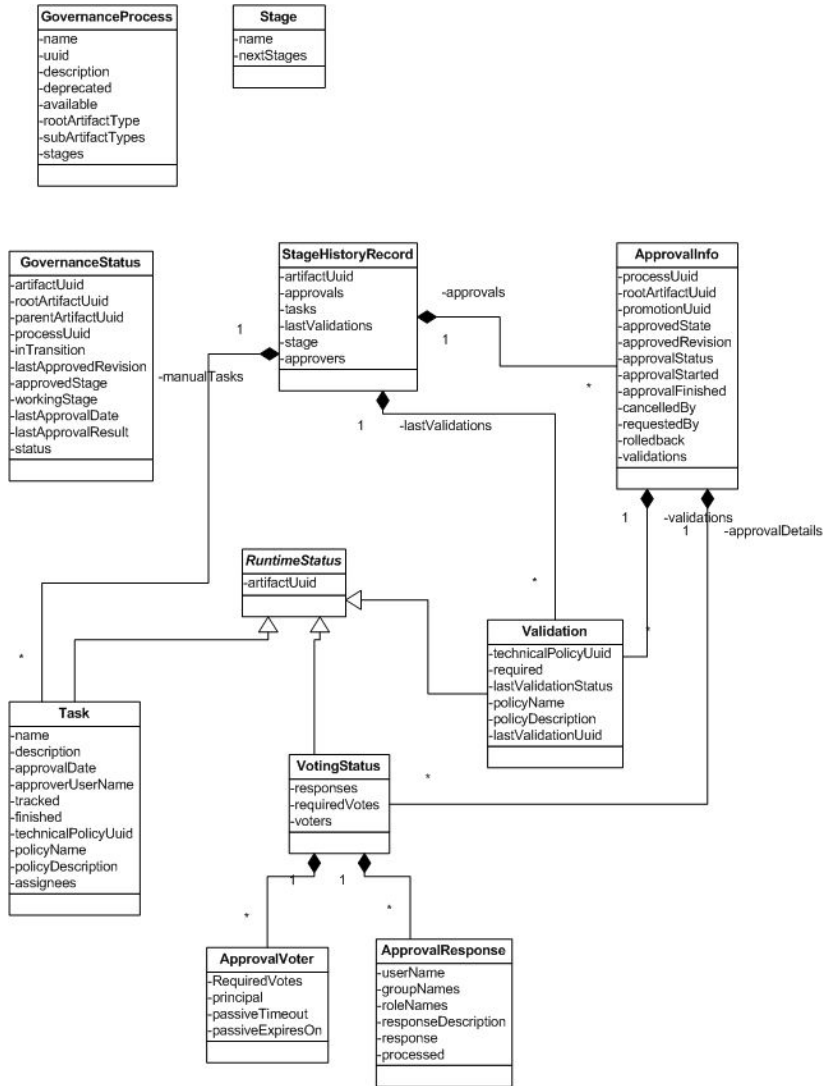 GovernanceProcess
-name
-uuid
-description
-deprecated
-available
-rootArtifactType
-subArtifactTypes
-stages
Stage
-name
-nextStages
GovernanceStatus
-artifactUuid
-rootArtifactUuid
-parentArtifactUuid
-processUuid
-inTransition
-lastApprovedRevision
-approvedStage
-workingStage
-lastApprovalDate
-lastApprovalResult
-status
StageHistoryRecord
-artifactUuid
-approvals
-tasks
-lastValidations
-stage
-approvers
ApprovalInfo
-processUuid
-rootArtifactUuid
-promotionUuid
-approvedState
-approvedRevision
-approvalStatus
-approvalStarted
-approvalFinished
-cancelledBy
-requestedBy
-rolledback
-validations
-approvals
1
*
1
-manualTasks
*
1
-lastValidations
*
1
-validations
*
1
-approvalDetails
*
RuntimeStatus
-artifactUuid
Validation
-technicalPolicyUuid
-required
-lastValidationStatus
-policyName
-policyDescription
-lastValidationUuid
Task
-name
-description
-approvalDate
-approverUserName
-tracked
-finished
-technicalPolicyUuid
-policyName
-policyDescription
-assignees
VotingStatus
-responses
-requiredVotes
-voters
1
*
1
*
ApprovalVoter
-RequiredVotes
-principal
-passiveTimeout
-passiveExpiresOn
ApprovalResponse
-userName
-groupNames
-roleNames
-responseDescription
-response
-processed